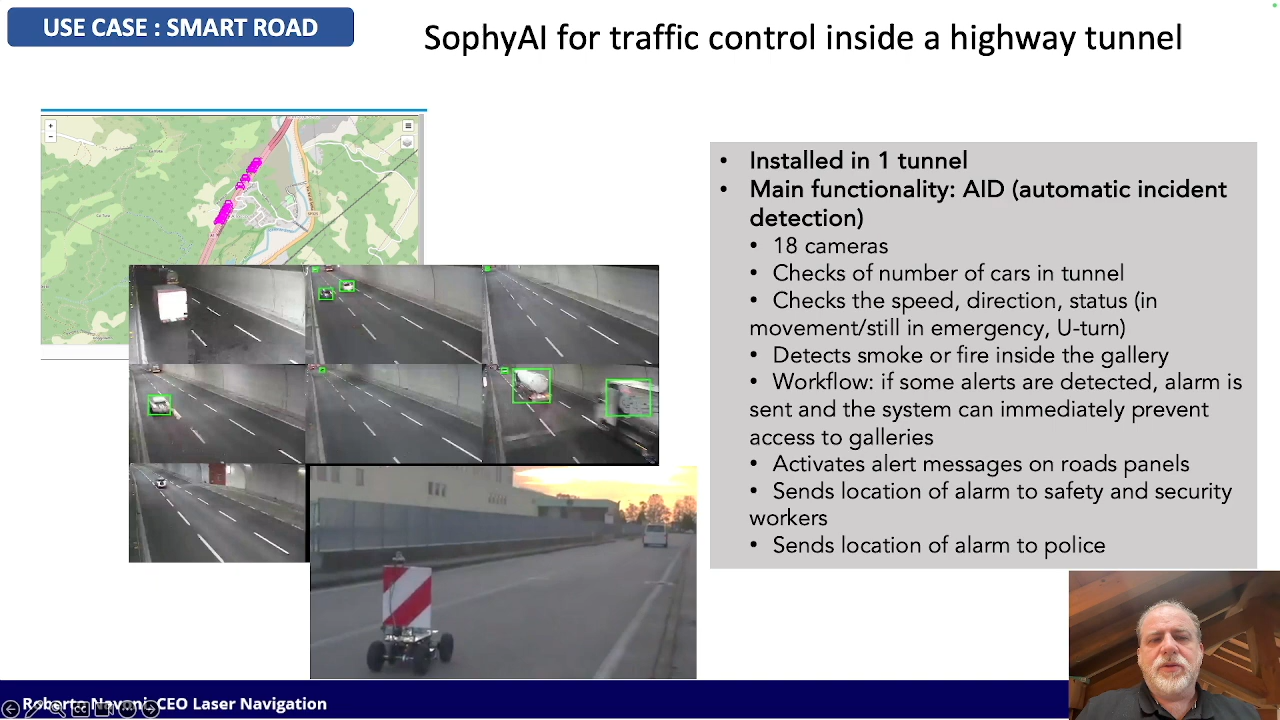 USE CASE : SMART ROAD
SophyAI for traffic control inside a highway tunnel
• Installed in 1 tunnel
• Main functionality: AID (automatic incident
detection)
• 18 cameras
• Checks of number of cars in tunnel
• Checks the speed, direction, status (in
movement/still in emergency, U-turn)
• Detects smoke or fire inside the gallery
• Workflow: if some alerts are detected, alarm is
sent and the system can immediately prevent
access to galleries
• Activates alert messages on roads panels
• Sends location of alarm to safety and security
workers
• Sends location of alarm to police
Roberto Navoni, CEO Laser Navigation